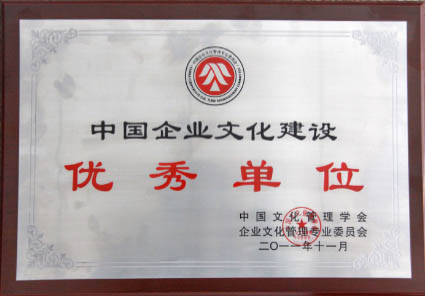 中国企业文化建设
优秀单位
中国文化管理学会
企业文化管理专业委员会
二〇一一年十一月